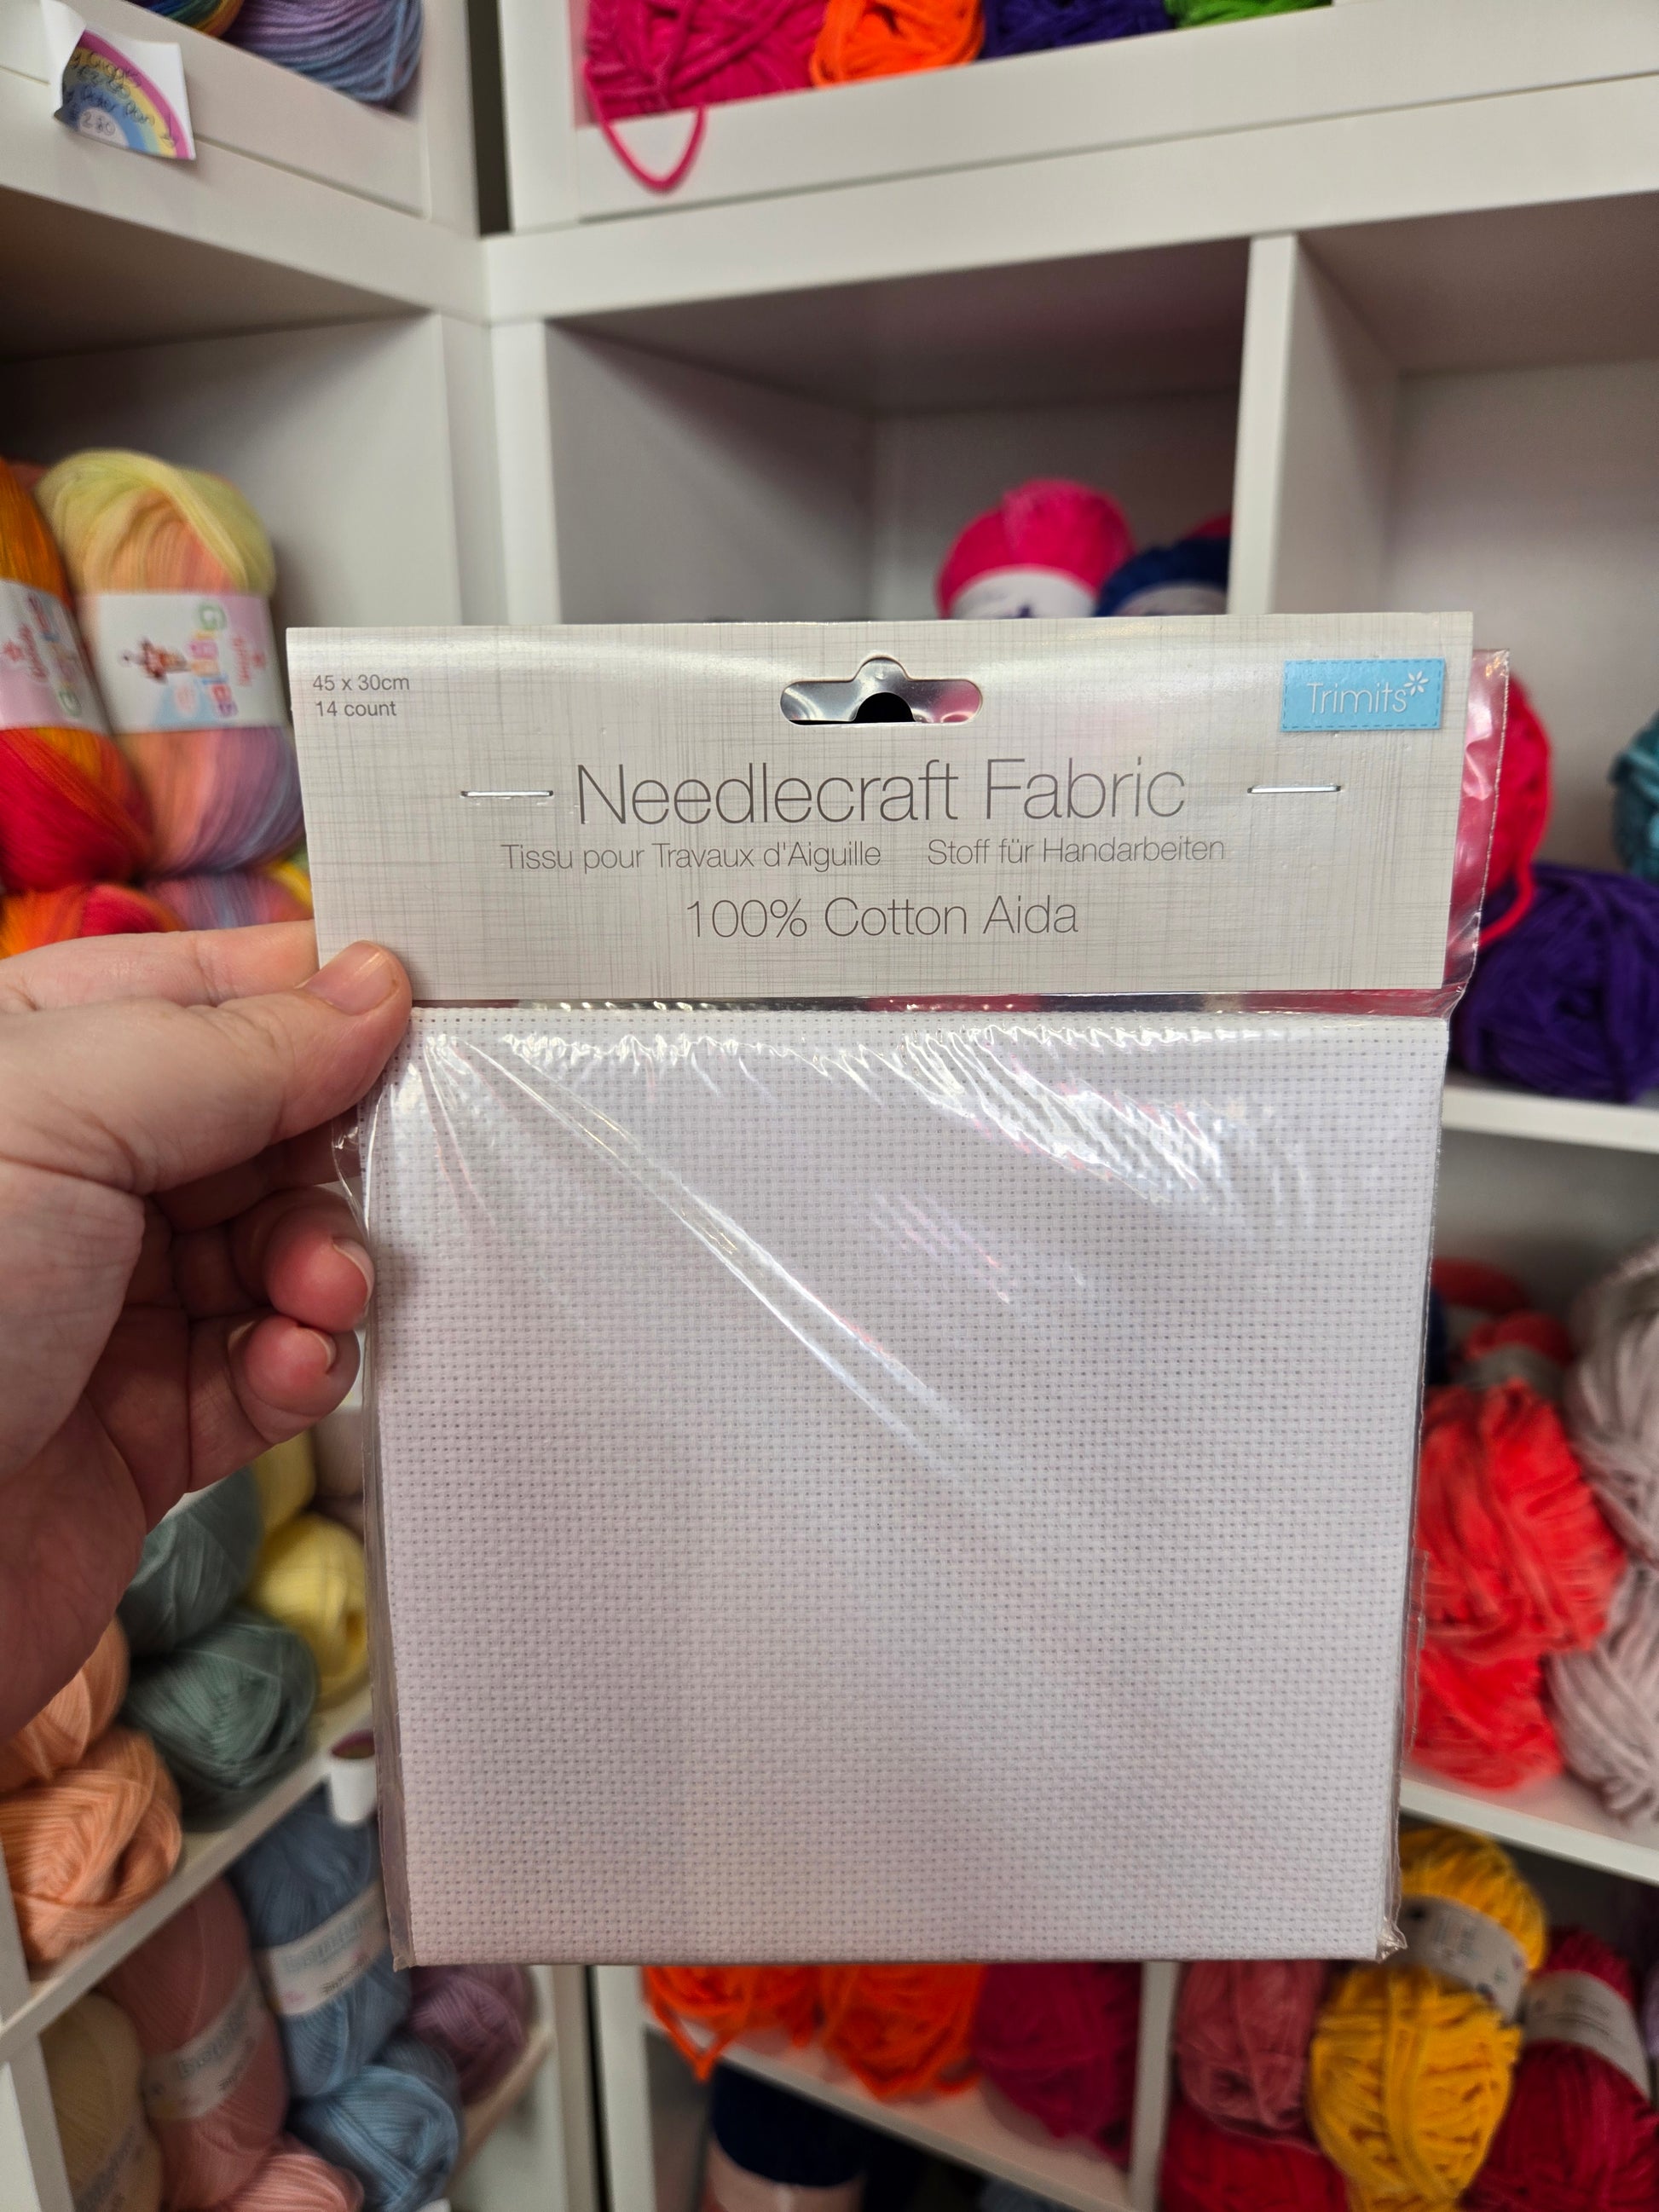 45 x 30cm
14 count
Trimits
Needlecraft Fabric
Tissu pour Travaux d'Aiguille Stoff für Handarbeiten
100% Cotton Aida